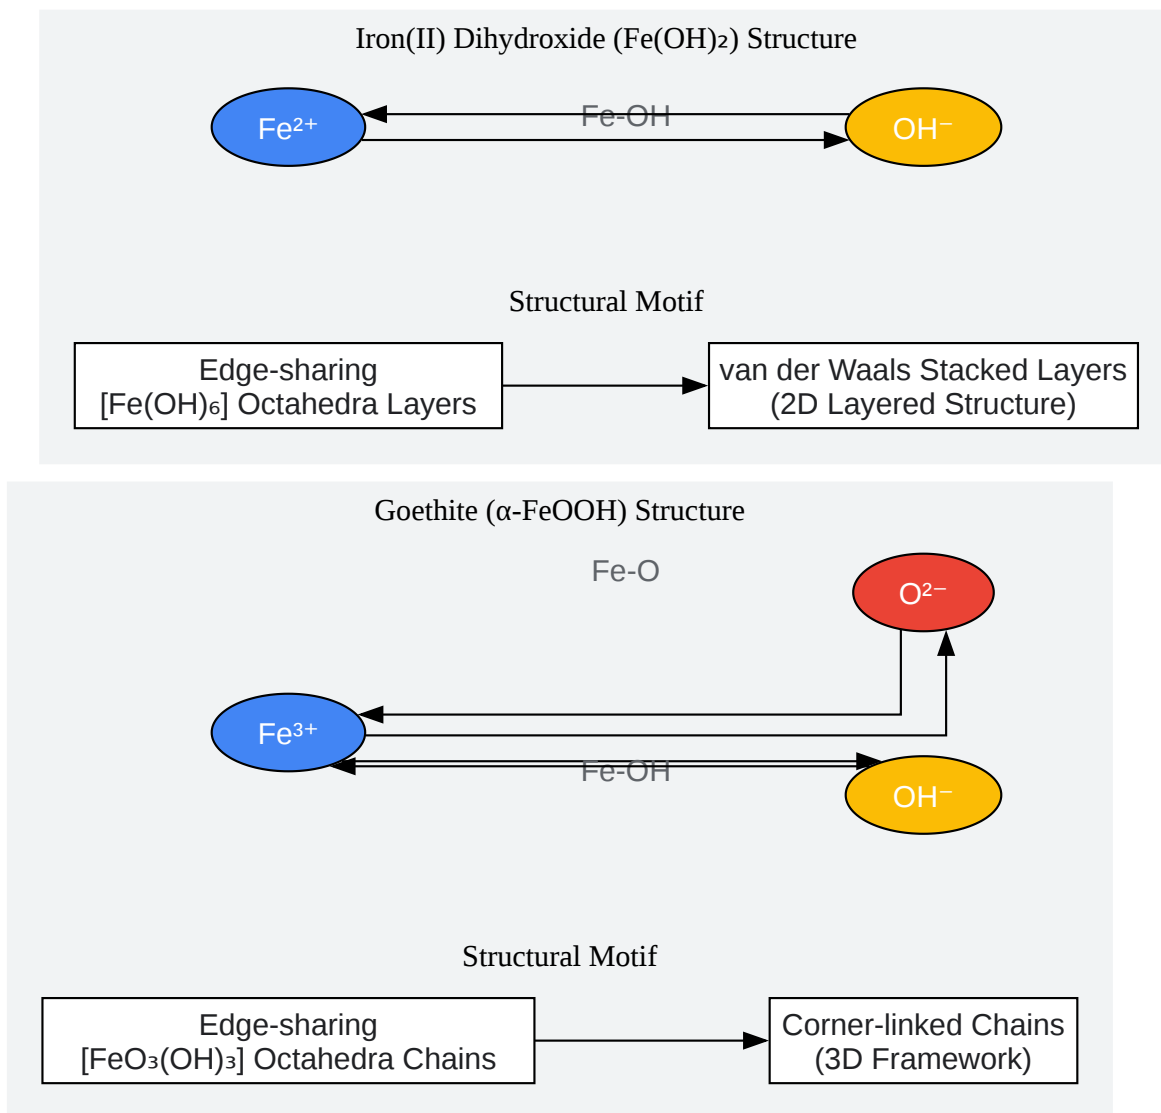 Iron(II) Dihydroxide (Fe(OH)₂) Structure
Fe²⁺
Fe-OH
OH⁻
Structural Motif
Edge-sharing
[Fe(OH)₆] Octahedra Layers
van der Waals Stacked Layers
(2D Layered Structure)
Goethite (α-FeOOH) Structure
Fe-O
O²⁻
Fe³⁺
Fe-OH
OH⁻
Structural Motif
Edge-sharing
[FeO₃(OH)₃] Octahedra Chains
Corner-linked Chains
(3D Framework)